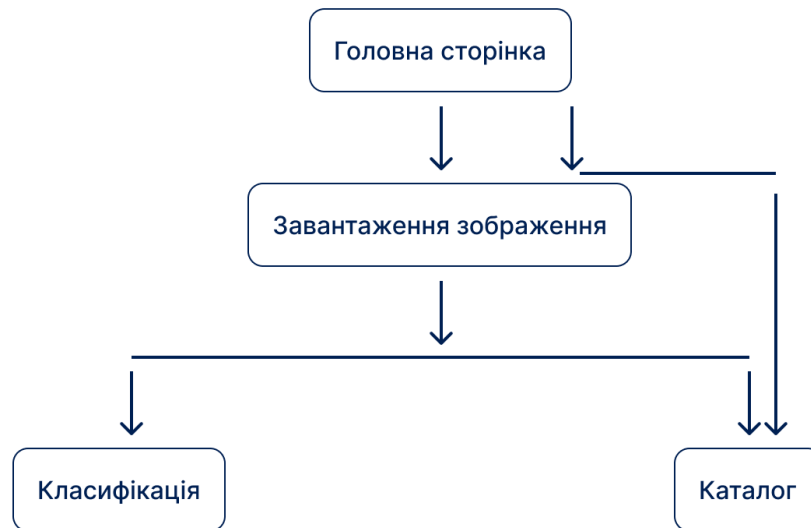 Головна сторінка
Завантаження зображення
Класифікація
Каталог